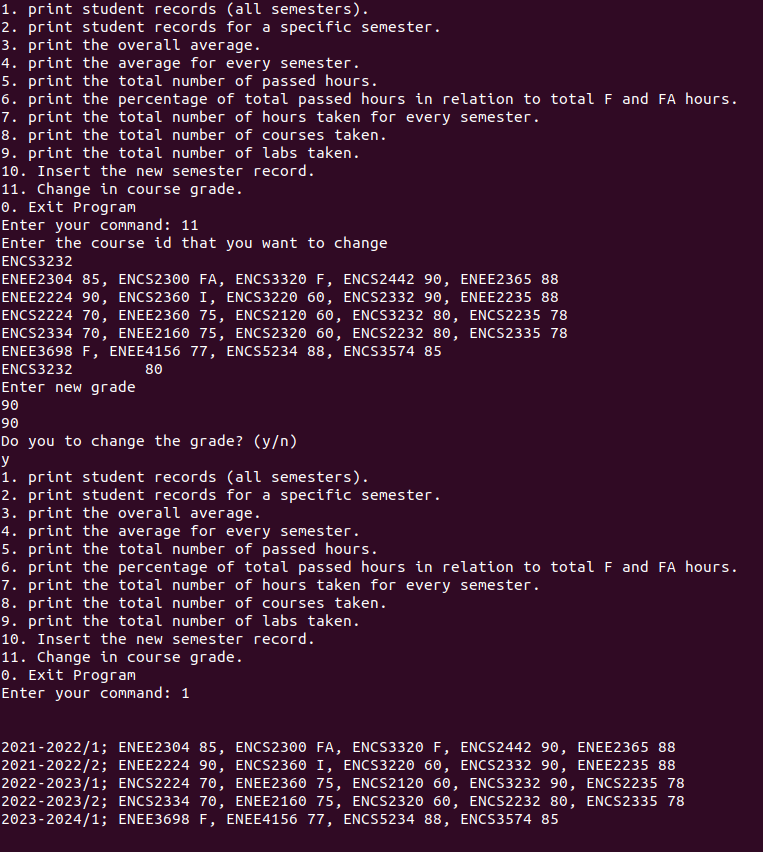 1. print student records (all semesters).
2. print student records for a specific semester.
3. print the overall average.
4. print the average for every semester.
5. print the total number of passed hours.
6. print the percentage of total passed hours in relation to total F and FA hours.
7. print the total number of hours taken for every semester.
8. print the total number of courses taken.
9. print the total number of labs taken.
10. Insert the new semester record.
11. Change in course grade.
0. Exit Program
Enter your command: 11
Enter the course id that you want to change
ENCS3232
ENEE2304 85, ENCS2300 FA, ENCS3320 F, ENCS2442 90, ENEE2365 88
ENEE2224 90, ENCS2360 I, ENCS3220 60, ENCS2332 90, ENEE2235 88
ENCS2224 70, ENEE2360 75, ENCS2120 60, ENCS3232 80, ENCS2235 78
ENCS2334 70, ENEE2160 75, ENCS2320 60, ENCS2232 80, ENCS2335 78
ENEE3698 F, ENEE4156 77, ENCS5234 88, ENCS3574 85
ENCS3232        80
Enter new grade
90
90
Do you to change the grade? (y/n)
y
1. print student records (all semesters).
2. print student records for a specific semester.
3. print the overall average.
4. print the average for every semester.
5. print the total number of passed hours.
6. print the percentage of total passed hours in relation to total F and FA hours.
7. print the total number of hours taken for every semester.
8. print the total number of courses taken.
9. print the total number of labs taken.
10. Insert the new semester record.
11. Change in course grade.
0. Exit Program
Enter your command: 1
2021-2022/1; ENEE2304 85, ENCS2300 FA, ENCS3320 F, ENCS2442 90, ENEE2365 88
2021-2022/2; ENEE2224 90, ENCS2360 I, ENCS3220 60, ENCS2332 90, ENEE2235 88
2022-2023/1; ENCS2224 70, ENEE2360 75, ENCS2120 60, ENCS3232 90, ENCS2235 78
2022-2023/2; ENCS2334 70, ENEE2160 75, ENCS2320 60, ENCS2232 80, ENCS2335 78
2023-2024/1; ENEE3698 F, ENEE4156 77, ENCS5234 88, ENCS3574 85